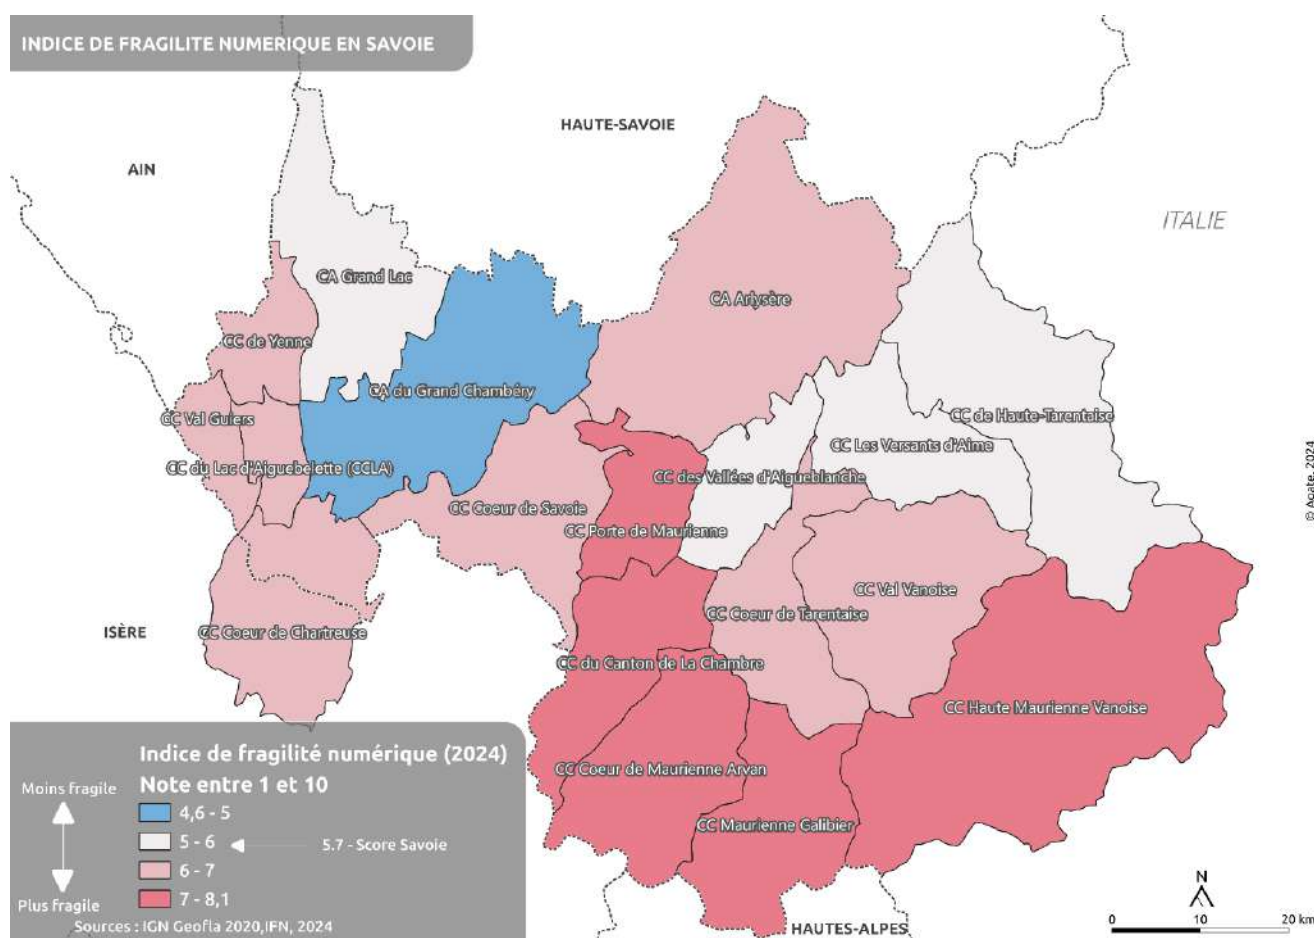 INDICE DE FRAGILITE NUMERIQUE EN SAVOIE
HAUTE-SAVOIE
AIN
ITALIE
CA Grand Lac
CA Arlysère
CC de Yenne
CA du Grand Chambéry
CC Val Guiers
CC de Haute-Tarentaise
CC Les Versants d'Aime
CC du Lac d'Aiguebelette (CCLA)
CC des Vallées d'Aigueblanche
CC Coeur de Savoie
CC Porte de Maurienne
CC Val Vanoise
CC Coeur de Tarentaise
ISÈRE
CC Coeur de Chartreuse
CC du Canton de La Chambre
CC Haute Maurienne Vanoise
CC Coeur de Maurienne Arvan
CC Maurienne Galibier
© Agate, 2024
Indice de fragilité numérique (2024)
Note entre 1 et 10
Moins fragile
4,6 - 5
5 - 6
5.7 - Score Savoie
6 - 7
7 - 8,1
Plus fragile
Sources : IGN Geofla 2020,IFN, 2024
HAUTES-ALPES
N
0 10 20 km